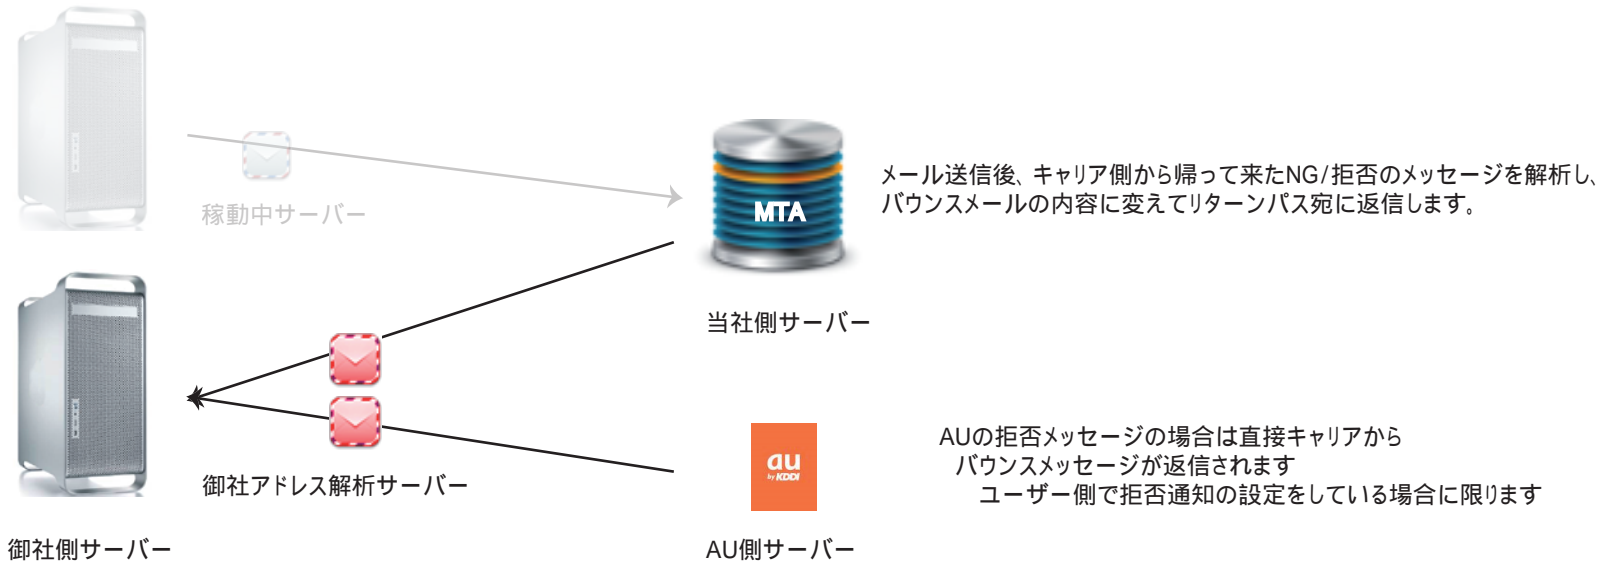 稼動中サーバー
MTA
メール送信後、キャリア側から帰って来たNG/拒否のメッセージを解析し、
バウンスメールの内容に変えてリターンパス宛に返信します。
当社側サーバー
御社アドレス解析サーバー
au
by KDDI
AUの拒否メッセージの場合は直接キャリアから
バウンスメッセージが返信されます
ユーザー側で拒否通知の設定をしている場合に限ります
御社側サーバー
AU側サーバー